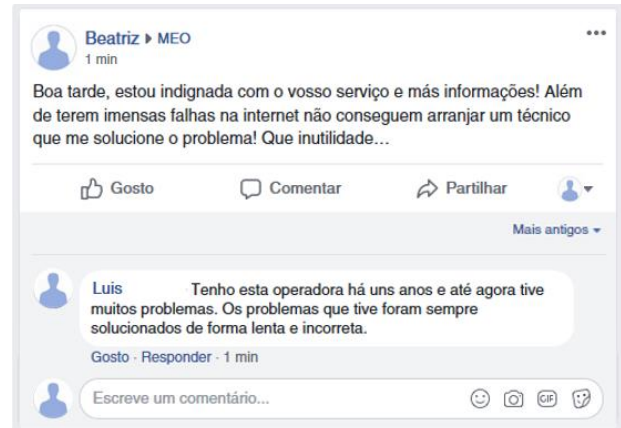 Beatriz ▸ MEO
1 min
Boa tarde, estou indignada com o vosso serviço e más informações! Além
de terem imensas falhas na internet não conseguem arranjar um técnico
que me solucione o problema! Que inutilidade…
Gosto Comentar Partilhar
Mais antigos
Luis Tenho esta operadora há uns anos e até agora tive
muitos problemas. Os problemas que tive foram sempre
solucionados de forma lenta e incorreta.
Gosto · Responder · 1 min
Escreve um comentário... GIF